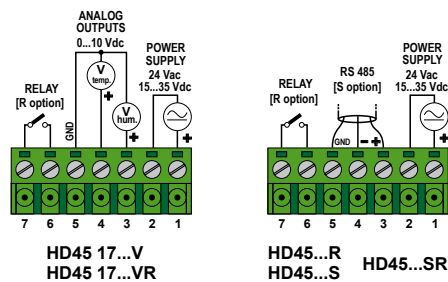 ANALOG
OUTPUTS
0...10 Vdc
POWER
SUPPLY
24 Vac
15...35 Vdc
RELAY
[R option]
V
temp.
V
hum.
GND
7 6 5 4 3 2 1
HD45 17...V
HD45 17...VR
POWER
SUPPLY
24 Vac
15...35 Vdc
RS 485
[S option]
RELAY
[R option]
GND
7 6 5 4 3 2 1
HD45...R
HD45...S
HD45...SR